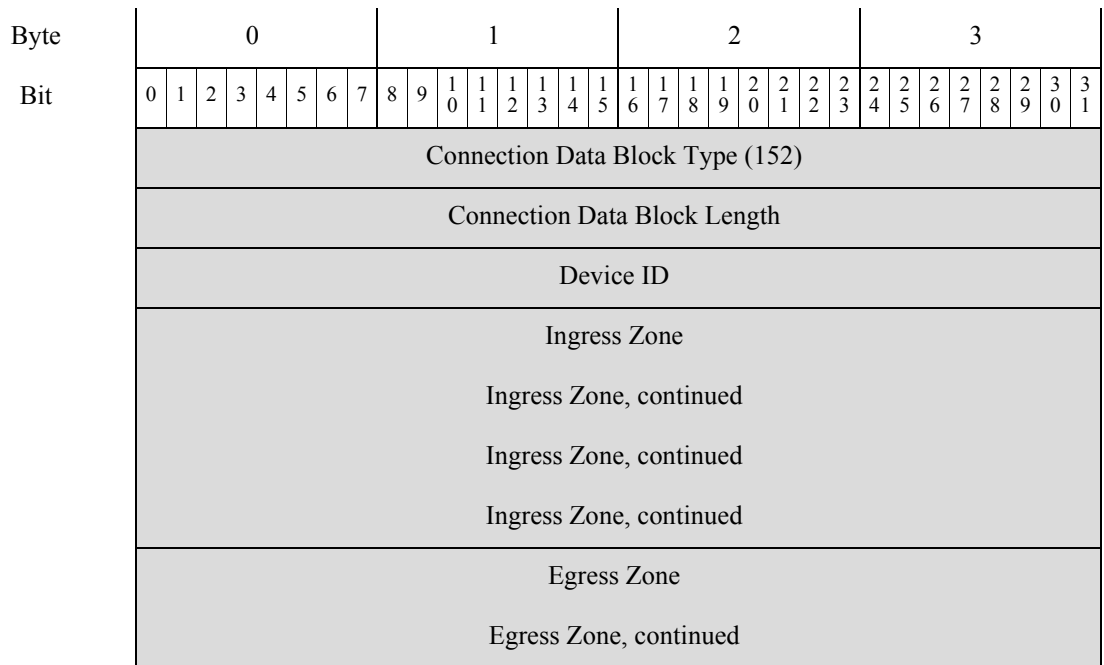 Byte 0 1 2 3
Bit 0 1 2 3 4 5 6 7 8 9 10 11 12 13 14 15 16 17 18 19 20 21 22 23 24 25 26 27 28 29 30 31
Connection Data Block Type (152)
Connection Data Block Length
Device ID
Ingress Zone
Ingress Zone, continued
Ingress Zone, continued
Ingress Zone, continued
Egress Zone
Egress Zone, continued